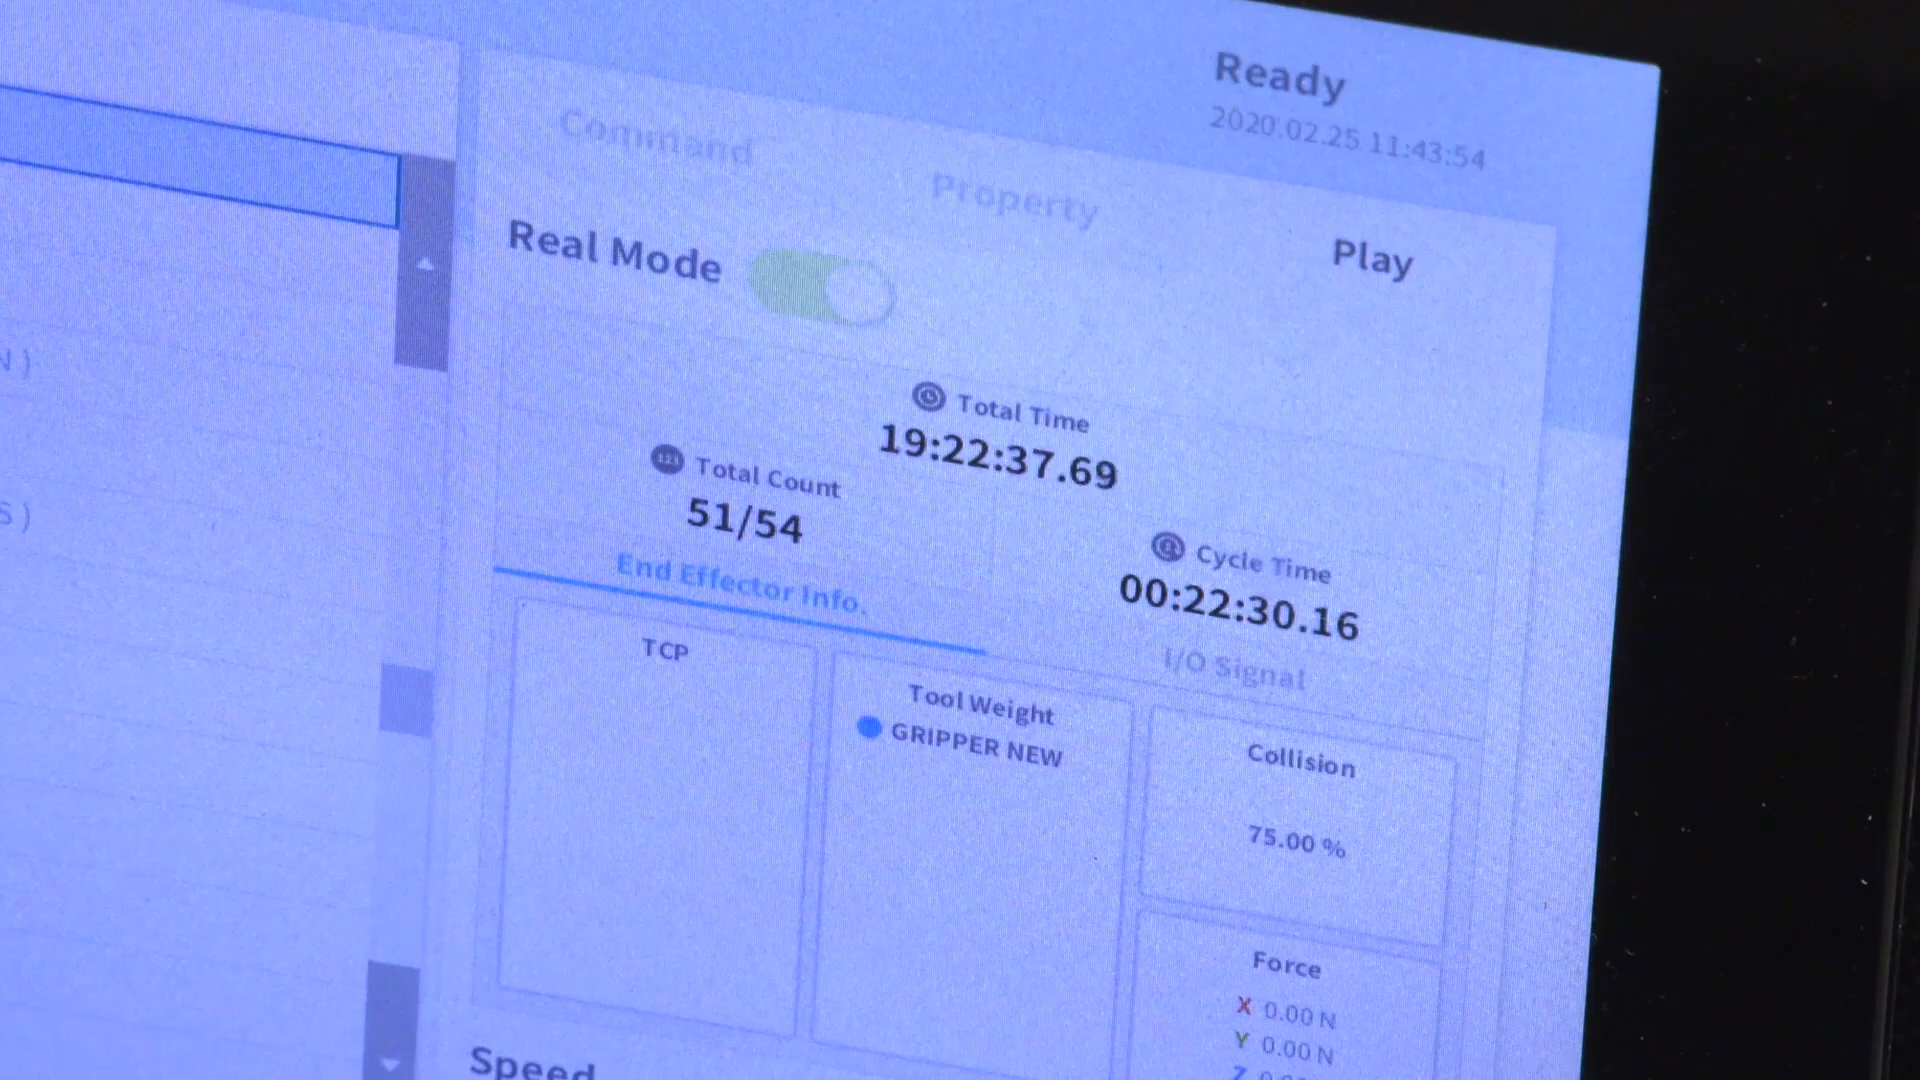 Ready
2020.02.25 11:43:54
Command
Property
Play
Real Mode
Total Time
19:22:37.69
Total Count
51/54
Cycle Time
00:22:30.16
End Effector Info.
I/O Signal
TCP
Tool Weight
GRIPPER NEW
Collision
75.00 %
Force
X 0.00 N
Y 0.00 N
Z
Speed
N )
S )